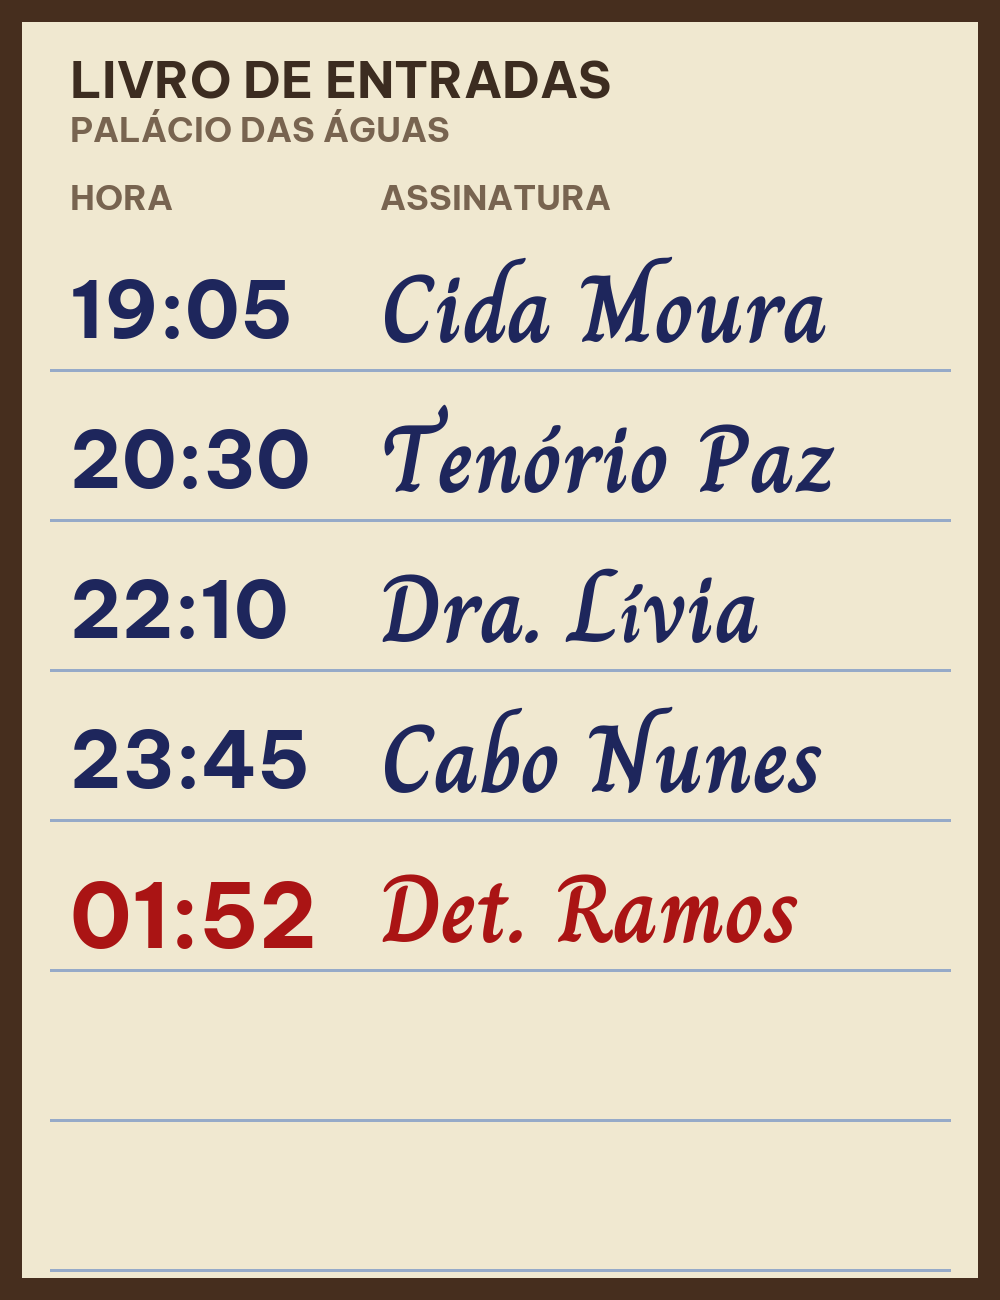 LIVRO DE ENTRADAS
PALÁCIO DAS ÁGUAS
HORA ASSINATURA
19:05 Cida Moura
20:30 Tenório Paz
22:10 Dra. Lívia
23:45 Cabo Nunes
01:52 Det. Ramos